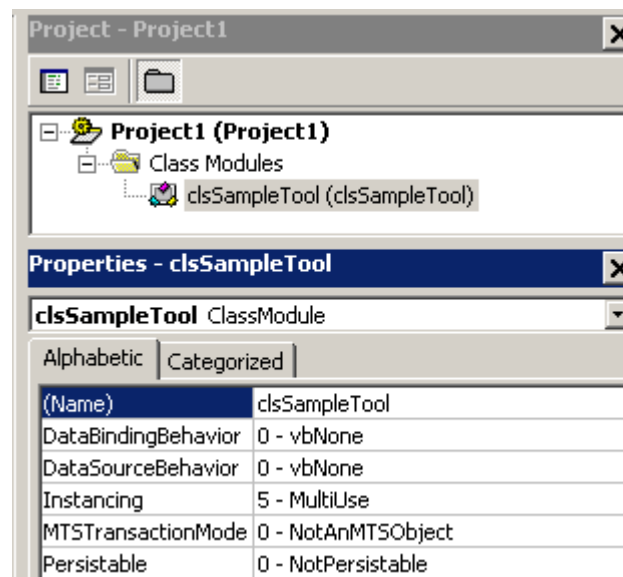 Project - Project1
Project1 (Project1)
Class Modules
clsSampleTool (clsSampleTool)
Properties - clsSampleTool
clsSampleTool ClassModule
Alphabetic Categorized
(Name) clsSampleTool
DataBindingBehavior 0 - vbNone
DataSourceBehavior 0 - vbNone
Instancing 5 - MultiUse
MTSTransactionMode 0 - NotAnMTSObject
Persistable 0 - NotPersistable